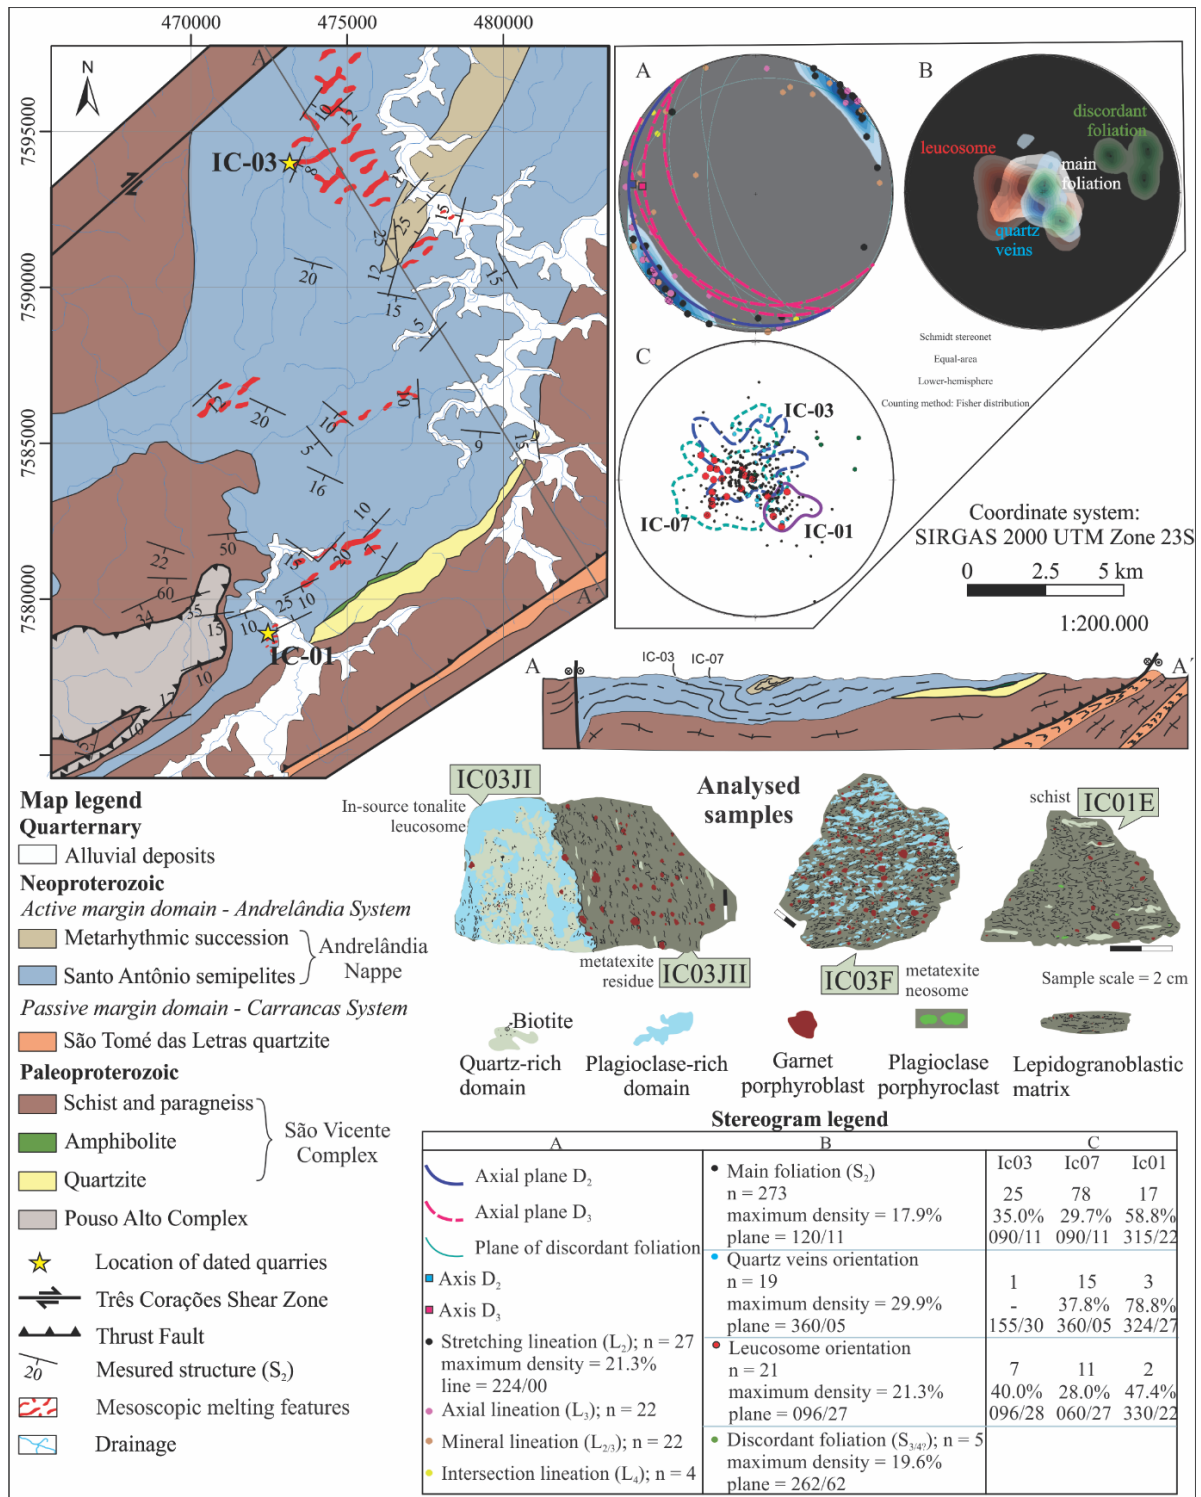 470000
475000
480000
N
7595000
7590000
7585000
7580000
A
IC-03
8
10
12
15
25
25
12
15
20
15
5
12
20
10
10
5
16
9
15
10
50
22
60
34
35
15
10
15
20
7
25
10
10
12
10
15
IC-01
A'
A
B
discordant
foliation
leucosome
main
foliation
quartz
veins
Schmidt stereonet
Equal-area
Lower-hemisphere
Counting method: Fisher distribution
C
IC-03
IC-07
IC-01
Coordinate system:
SIRGAS 2000 UTM Zone 23S
0 2.5 5 km
1:200.000
A
IC-03
IC-07
A´
Map legend
Quarternary
Alluvial deposits
Neoproterozoic
Active margin domain - Andrelândia System
Metarhythmic succession
Santo Antônio semipelites
Andrelândia
Nappe
Passive margin domain - Carrancas System
São Tomé das Letras quartzite
Paleoproterozoic
Schist and paragneiss
Amphibolite
Quartzite
São Vicente
Complex
Pouso Alto Complex
Location of dated quarries
Três Corações Shear Zone
Thrust Fault
20
Mesured structure (S2)
Mesoscopic melting features
Drainage
Analysed
samples
IC03JI
In-source tonalite
leucosome
metatexite
residue
IC03JII
IC03F
metatexite
neosome
schist
IC01E
Sample scale = 2 cm
Biotite
Quartz-rich
domain
Plagioclase-rich
domain
Garnet
porphyroblast
Plagioclase
porphyroclast
Lepidogranoblastic
matrix
Stereogram legend
A
B
C
Axial plane D2
Axial plane D3
Plane of discordant foliation
Axis D2
Axis D3
Stretching lineation (L2); n = 27
maximum density = 21.3%
line = 224/00
Axial lineation (L3); n = 22
Mineral lineation (L2/3); n = 22
Intersection lineation (L4); n = 4
Ic03 Ic07 Ic01
Main foliation (S2)
n = 273 25 78 17
maximum density = 17.9% 35.0% 29.7% 58.8%
plane = 120/11 090/11 090/11 315/22
Quartz veins orientation
n = 19 1 15 3
maximum density = 29.9% - 37.8% 78.8%
plane = 360/05 155/30 360/05 324/27
Leucosome orientation
n = 21 7 11 2
maximum density = 21.3% 40.0% 28.0% 47.4%
plane = 096/27 096/28 060/27 330/22
Discordant foliation (S3/4?); n = 5
maximum density = 19.6%
plane = 262/62